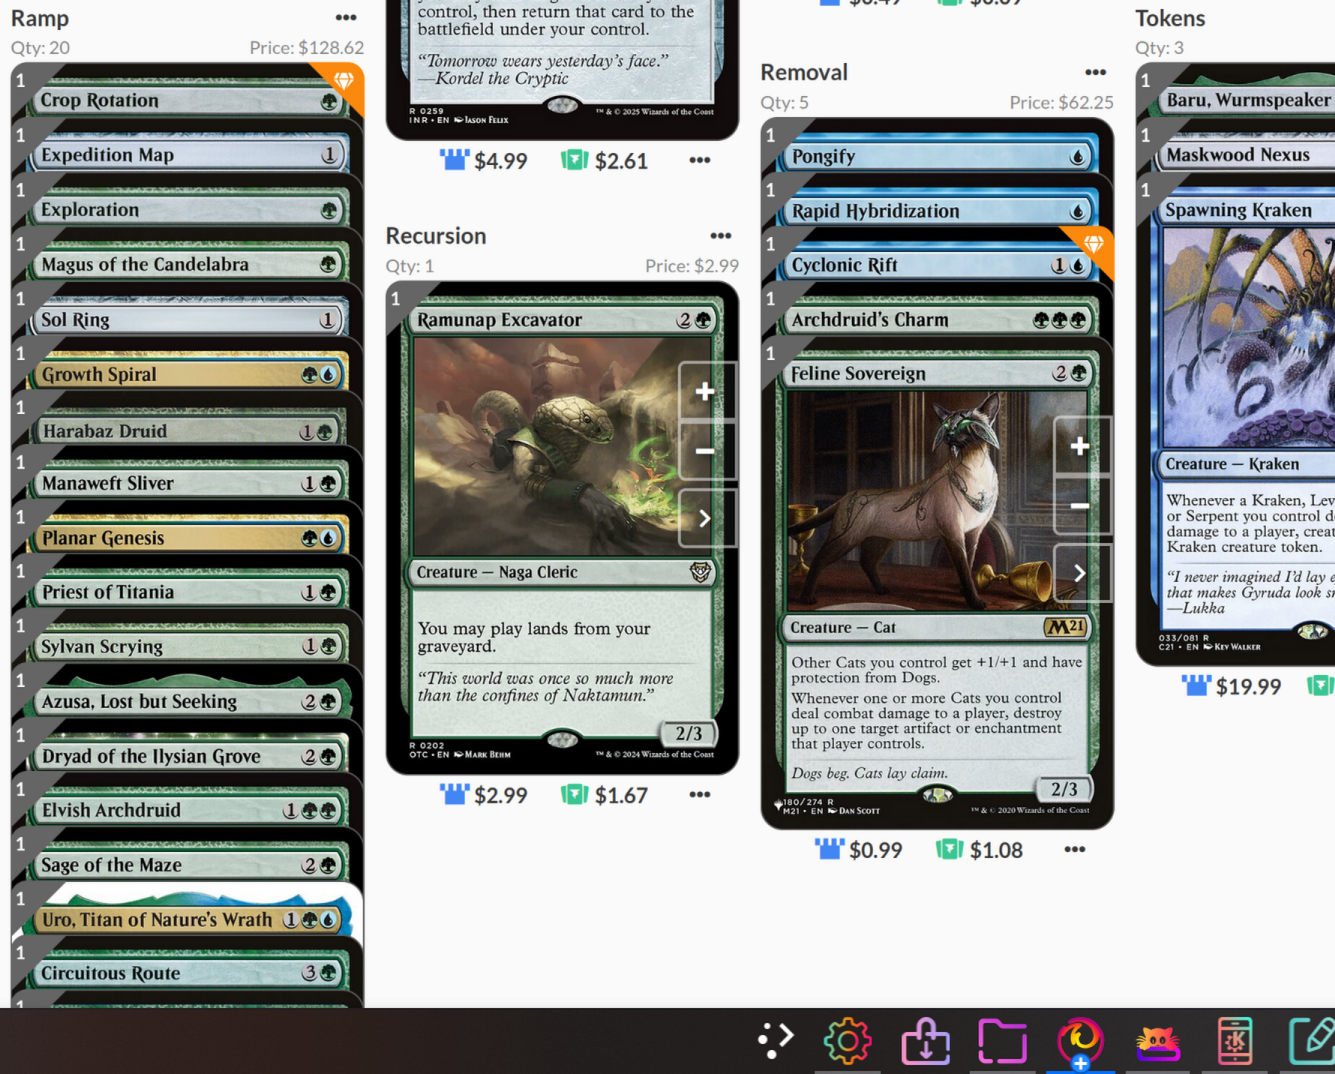 Ramp
Qty: 20
Price: $128.62
1
Crop Rotation
1
Expedition Map
1
1
Exploration
1
Magus of the Candelabra
1
Sol Ring
1
1
Growth Spiral
1
Harabaz Druid
1
1
Manaweft Sliver
1
1
Planar Genesis
1
Priest of Titania
1
1
Sylvan Scrying
1
1
Azusa, Lost but Seeking
2
1
Dryad of the Ilysian Grove
2
1
Elvish Archdruid
1
1
Sage of the Maze
2
1
Uro, Titan of Nature's Wrath
1
1
Circuitous Route
3
1
control, then return that card to the
battlefield under your control.
"Tomorrow wears yesterday's face."
—Kordel the Cryptic
R 0259
INR • EN JASON FELIX
™ & © 2025 Wizards of the Coast
$4.99
$2.61
Recursion
Qty: 1
Price: $2.99
1
Ramunap Excavator
2
Creature — Naga Cleric
You may play lands from your
graveyard.
"This world was once so much more
than the confines of Naktamun."
2/3
R 0202
OTC • EN MARK BEHM
™ & © 2024 Wizards of the Coast
$2.99
$1.67
Removal
Qty: 5
Price: $62.25
1
Pongify
1
Rapid Hybridization
1
Cyclonic Rift
1
1
Archdruid's Charm
1
Feline Sovereign
2
Creature — Cat
M21
Other Cats you control get +1/+1 and have
protection from Dogs.
Whenever one or more Cats you control
deal combat damage to a player, destroy
up to one target artifact or enchantment
that player controls.
Dogs beg. Cats lay claim.
2/3
180/274 R
M21 • EN DAN SCOTT
™ & © 2020 Wizards of the Coast
$0.99
$1.08
Tokens
Qty: 3
1
Baru, Wurmspeaker
1
Maskwood Nexus
1
Spawning Kraken
Creature — Kraken
Whenever a Kraken, Lev
or Serpent you control d
damage to a player, creat
Kraken creature token.
"I never imagined I'd lay e
that makes Gyruda look s
—Lukka
033/081 R
C21 • EN KEV WALKER
$19.99
K